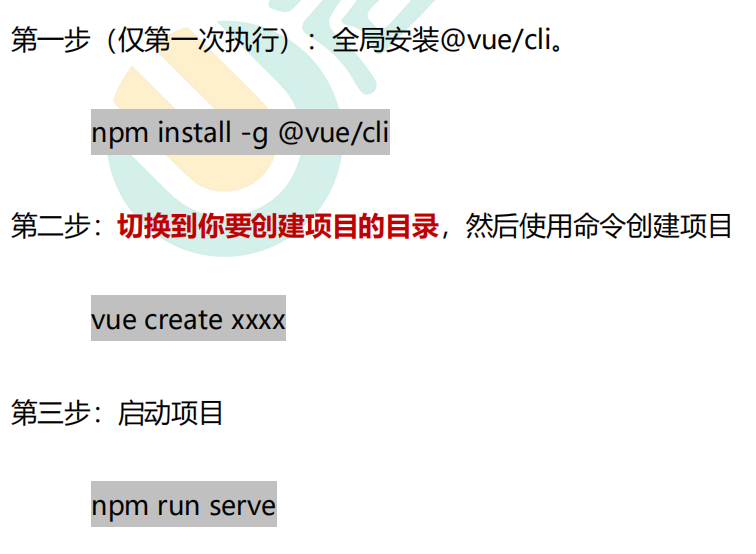 第一步（仅第一次执行）：全局安装@vue/cli。
npm install -g @vue/cli
第二步：切换到你要创建项目的目录，然后使用命令创建项目
vue create xxxx
第三步：启动项目
npm run serve